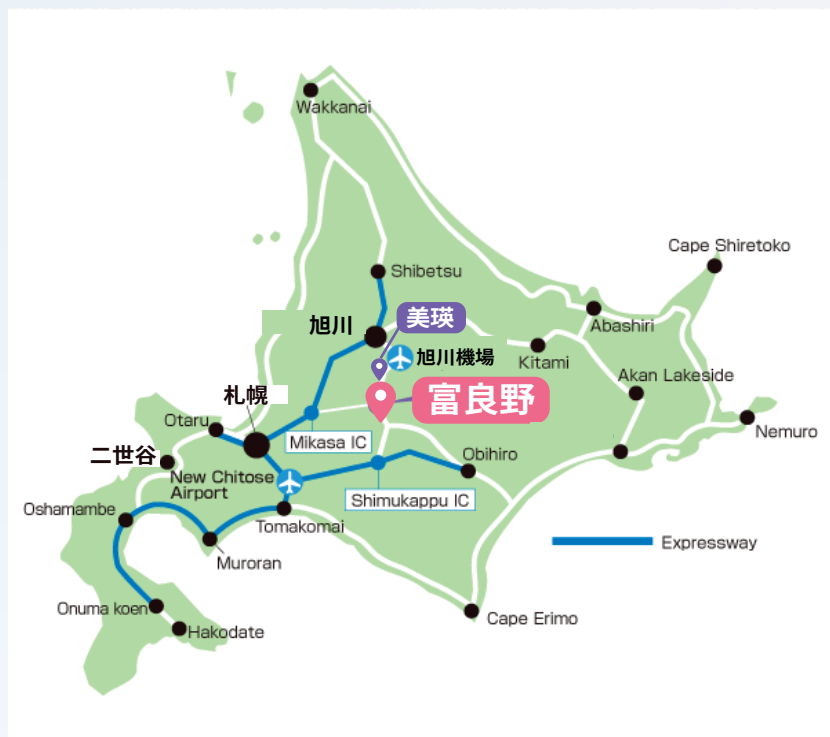 Wakkanai
Cape Shiretoko
Shibetsu
美瑛
旭川
Abashiri
旭川機場
Kitami
Akan Lakeside
札幌
富良野
Otaru
Mikasa IC
Nemuro
二世谷
Obihiro
New Chitose
Airport
Shimukappu IC
Oshamambe
Tomakomai
Expressway
Muroran
Onuma koen
Cape Erimo
Hakodate